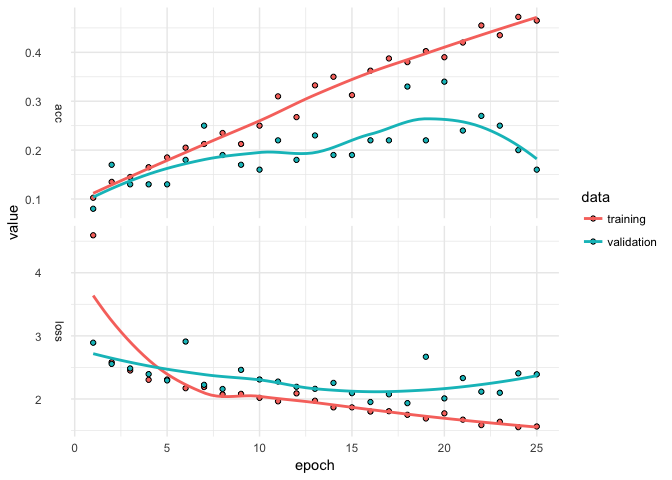 value
acc
0.4
0.3
0.2
0.1
loss
4
3
2
0 5 10 15 20 25
epoch
data
training
validation